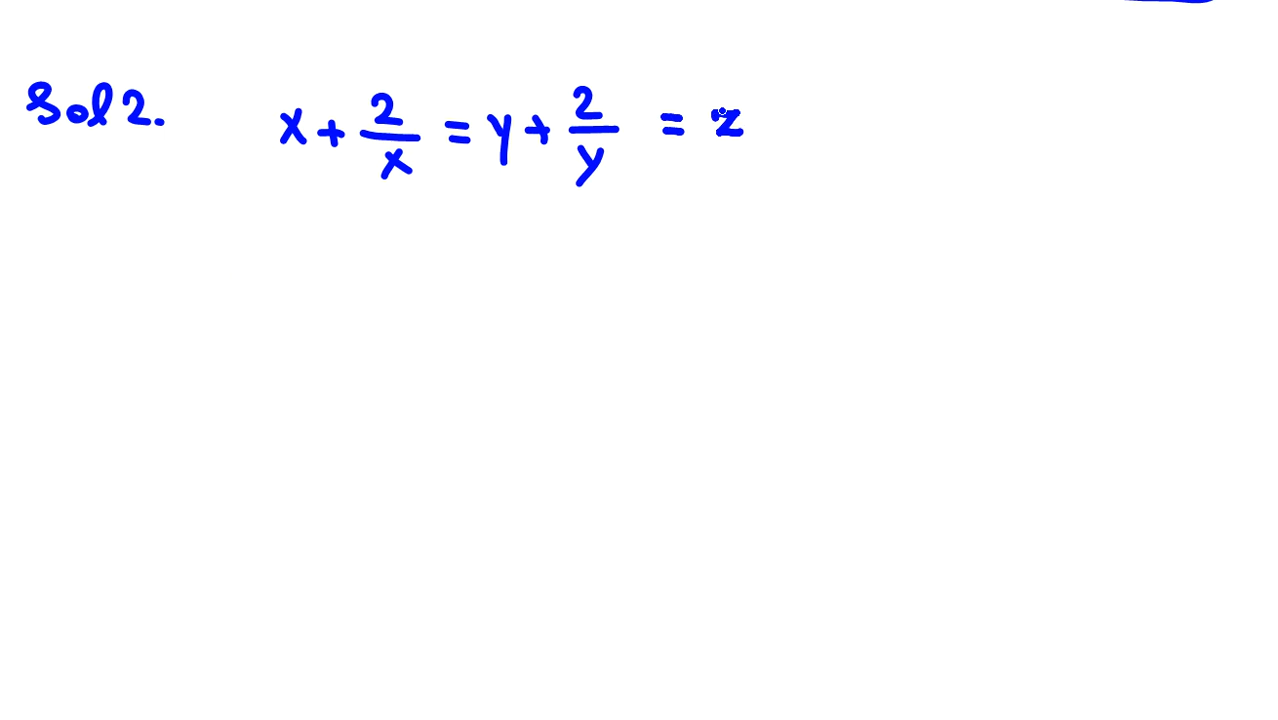 Sol 2. x + 2/x = y + 2/y = z